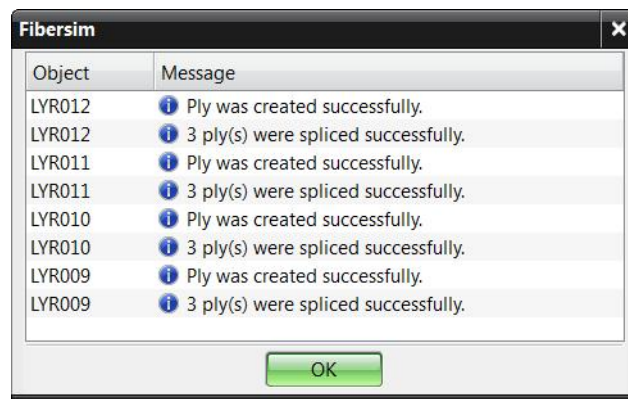 Fibersim
Object Message
LYR012 Ply was created successfully.
LYR012 3 ply(s) were spliced successfully.
LYR011 Ply was created successfully.
LYR011 3 ply(s) were spliced successfully.
LYR010 Ply was created successfully.
LYR010 3 ply(s) were spliced successfully.
LYR009 Ply was created successfully.
LYR009 3 ply(s) were spliced successfully.
OK